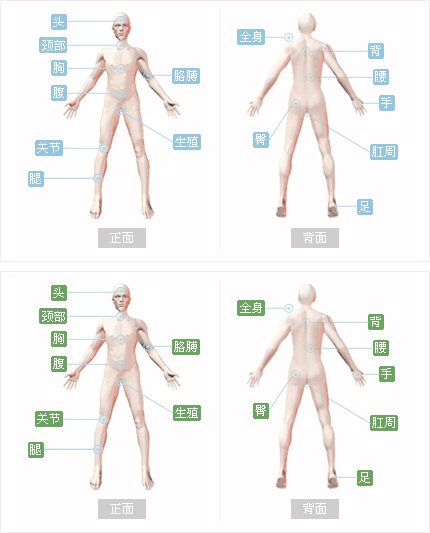 头
颈部
胸
胳膊
腹
生殖
关节
腿
正面
全身
背
腰
手
臀
肛周
足
背面
头
颈部
胸
胳膊
腹
生殖
关节
腿
正面
全身
背
腰
手
臀
肛周
足
背面